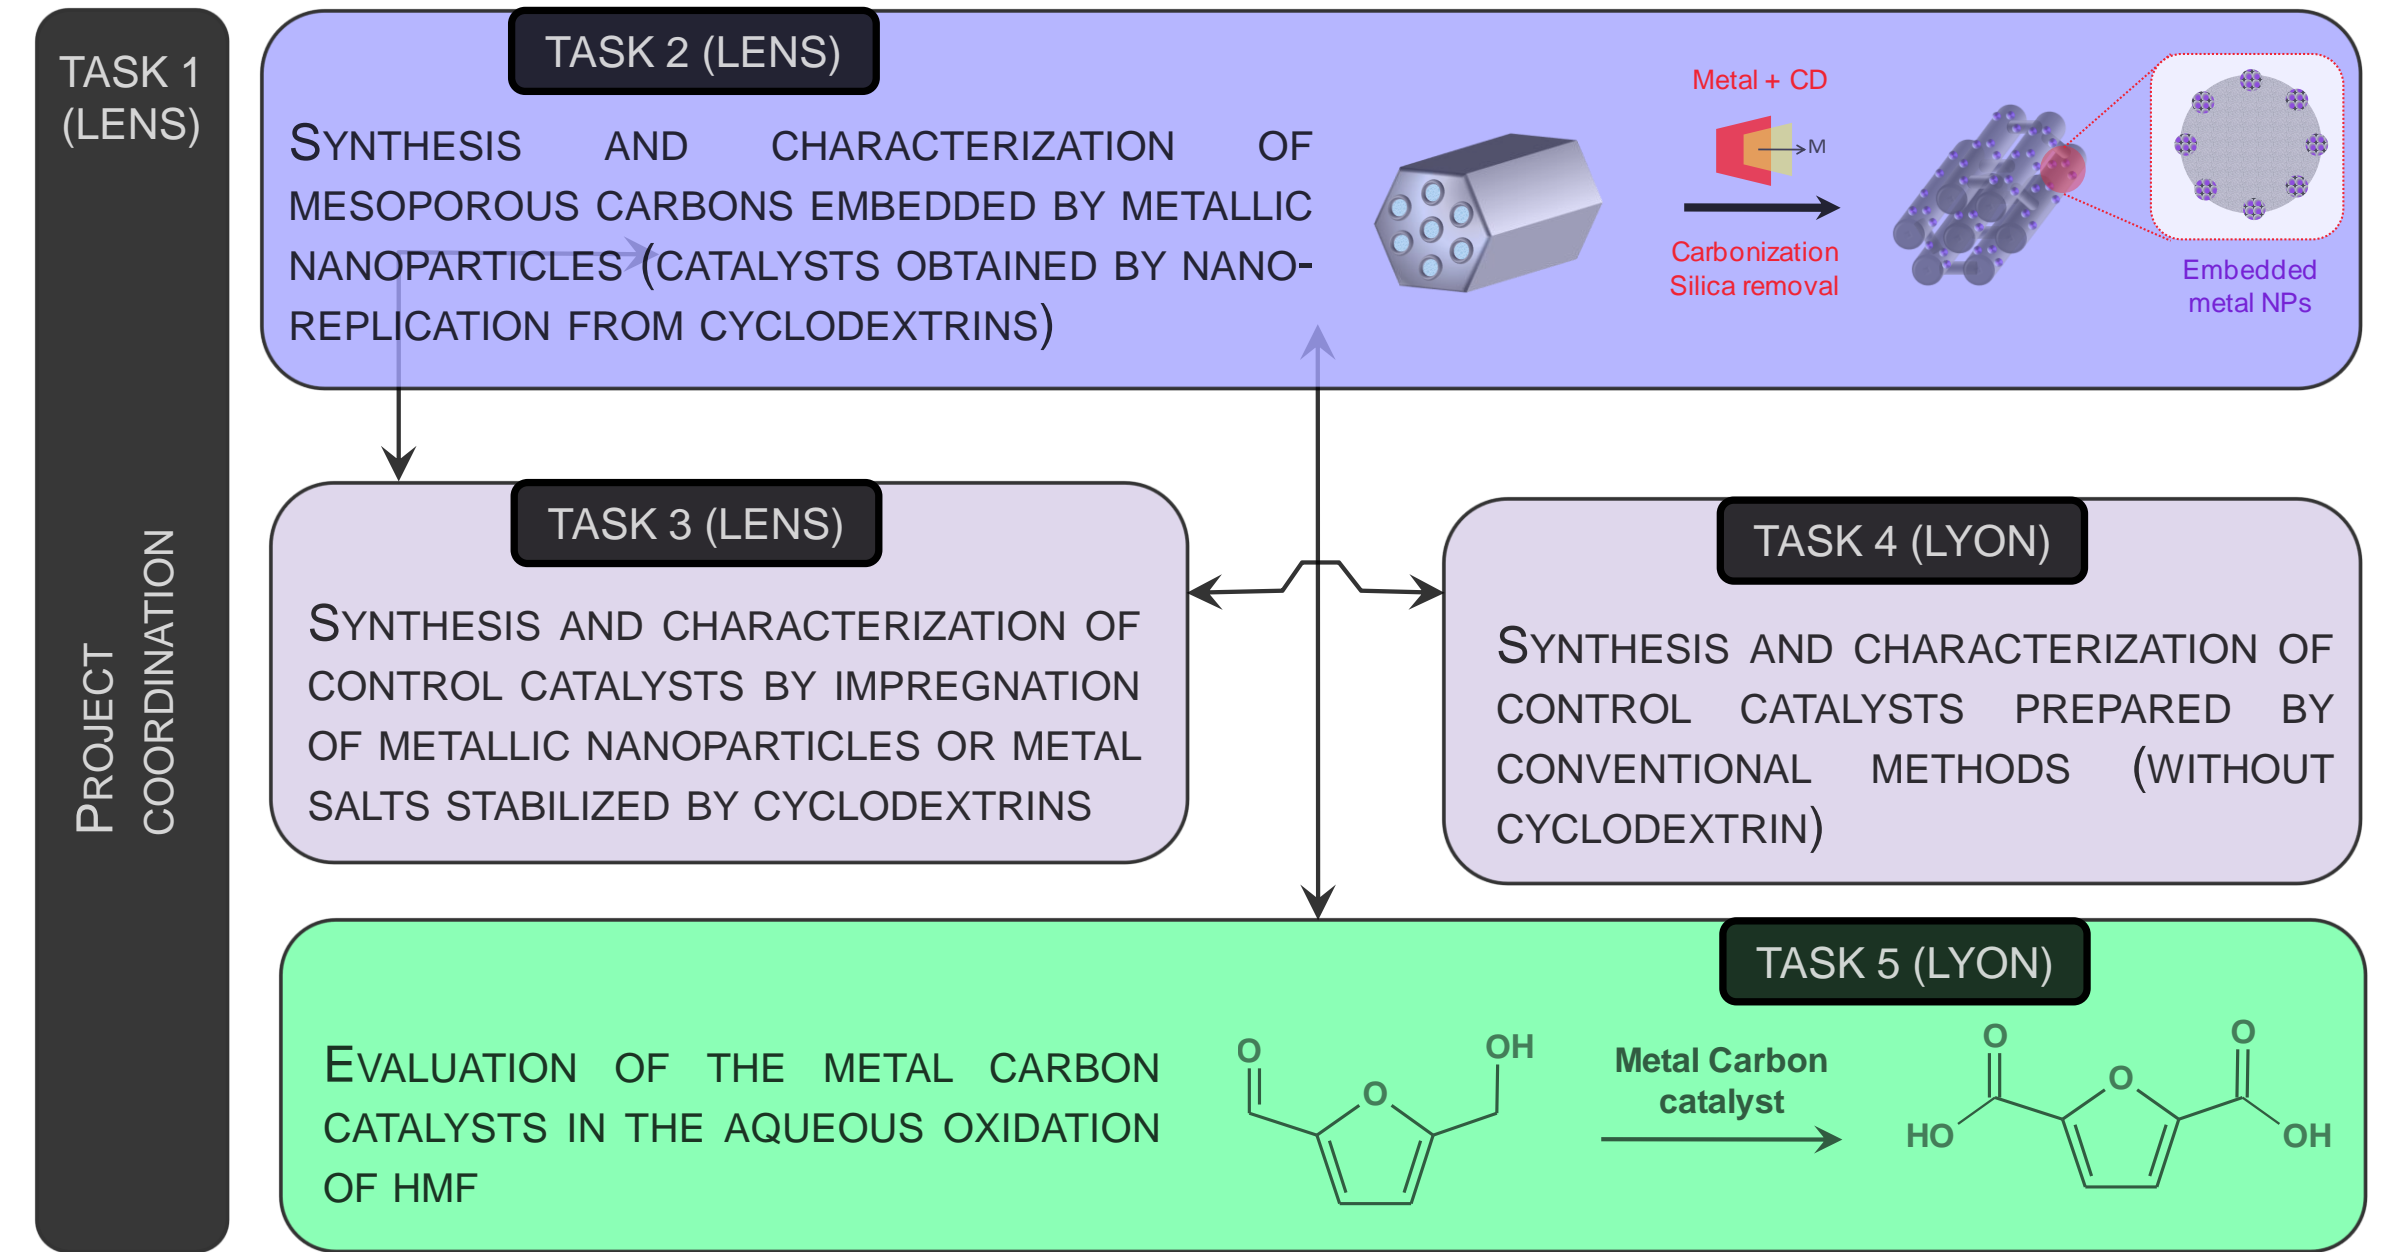 TASK 1
(LENS)
PROJECT
COORDINATION
TASK 2 (LENS)
SYNTHESIS AND CHARACTERIZATION OF
MESOPOROUS CARBONS EMBEDDED BY METALLIC
NANOPARTICLES (CATALYSTS OBTAINED BY NANO-
REPLICATION FROM CYCLODEXTRINS)
Metal + CD
M
Carbonization
Silica removal
Embedded
metal NPs
TASK 3 (LENS)
SYNTHESIS AND CHARACTERIZATION OF
CONTROL CATALYSTS BY IMPREGNATION
OF METALLIC NANOPARTICLES OR METAL
SALTS STABILIZED BY CYCLODEXTRINS
TASK 4 (LYON)
SYNTHESIS AND CHARACTERIZATION OF
CONTROL CATALYSTS PREPARED BY
CONVENTIONAL METHODS (WITHOUT
CYCLODEXTRIN)
TASK 5 (LYON)
EVALUATION OF THE METAL CARBON
CATALYSTS IN THE AQUEOUS OXIDATION
OF HMF
O
O
OH
Metal Carbon
catalyst
O
HO
O
O
OH